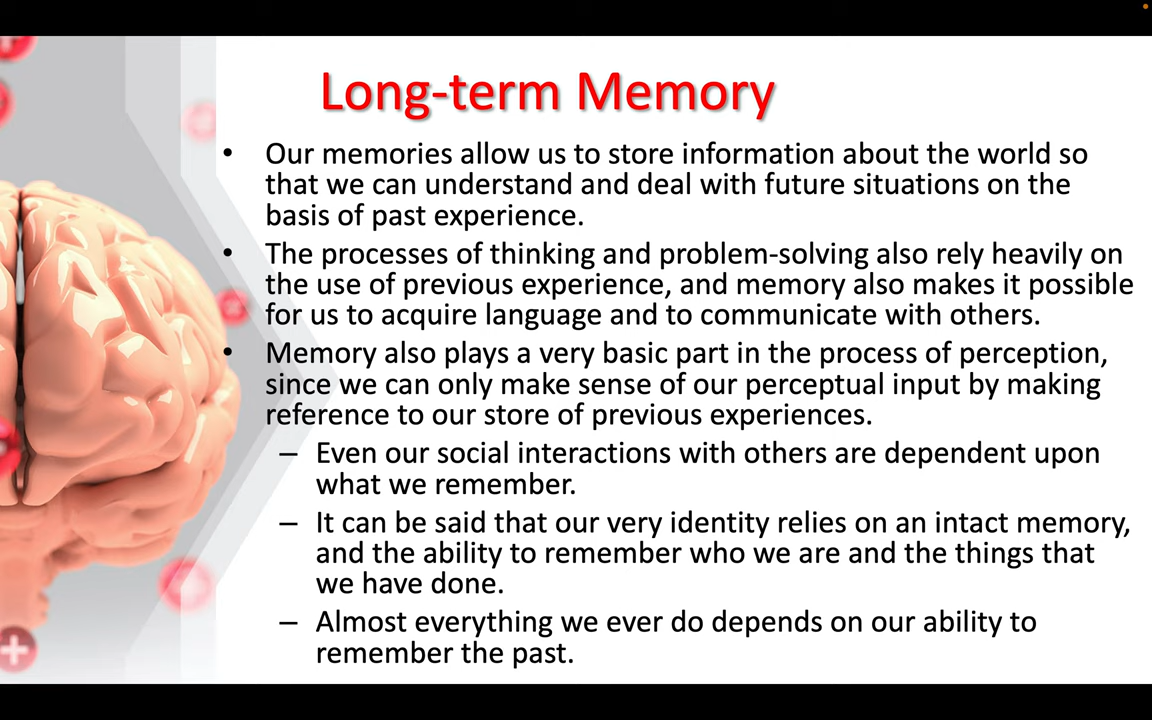 Long-term Memory
• Our memories allow us to store information about the world so
that we can understand and deal with future situations on the
basis of past experience.
• The processes of thinking and problem-solving also rely heavily on
the use of previous experience, and memory also makes it possible
for us to acquire language and to communicate with others.
• Memory also plays a very basic part in the process of perception,
since we can only make sense of our perceptual input by making
reference to our store of previous experiences.
– Even our social interactions with others are dependent upon
what we remember.
– It can be said that our very identity relies on an intact memory,
and the ability to remember who we are and the things that
we have done.
– Almost everything we ever do depends on our ability to
remember the past.